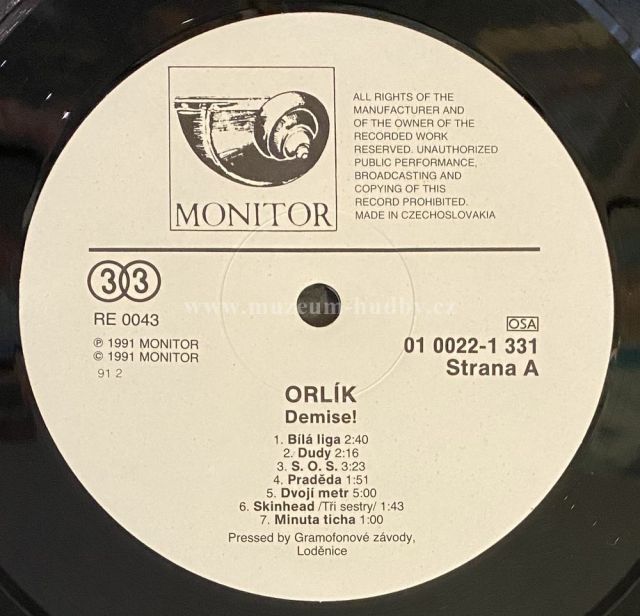 MONITOR
ALL RIGHTS OF THE
MANUFACTURER AND
OF THE OWNER OF THE
RECORDED WORK
RESERVED. UNAUTHORIZED
PUBLIC PERFORMANCE,
BROADCASTING AND
COPYING OF THIS
RECORD PROHIBITED.
MADE IN CZECHOSLOVAKIA
33
RE 0043
℗ 1991 MONITOR
© 1991 MONITOR
91 2
www.muzeum-hudby.cz
OSA
01 0022-1 331
Strana A
ORLÍK
Demise!
1. Bílá liga 2:40
2. Dudy 2:16
3. S. O. S. 3:23
4. Praděda 1:51
5. Dvojí metr 5:00
6. Skinhead /Tři sestry/ 1:43
7. Minuta ticha 1:00
Pressed by Gramofonové závody,
Loděnice